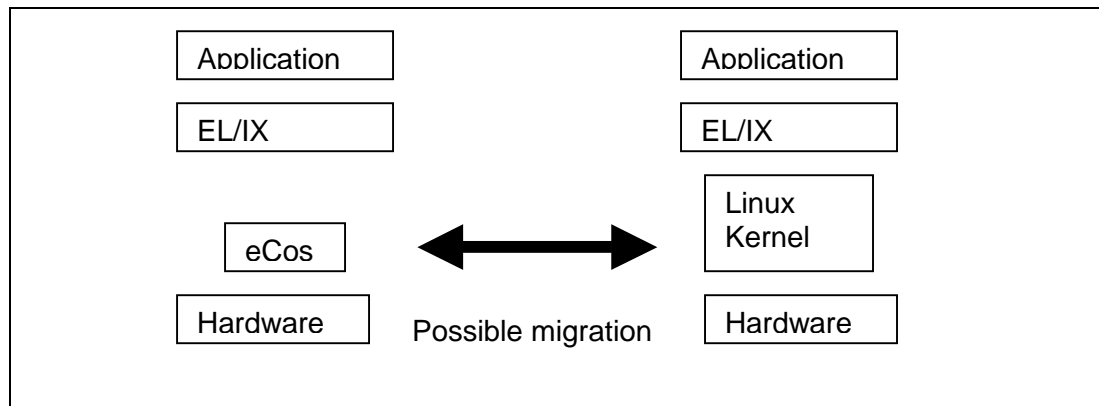 Application
Application
EL/IX
EL/IX
Linux
Kernel
eCos
Hardware
Possible migration
Hardware